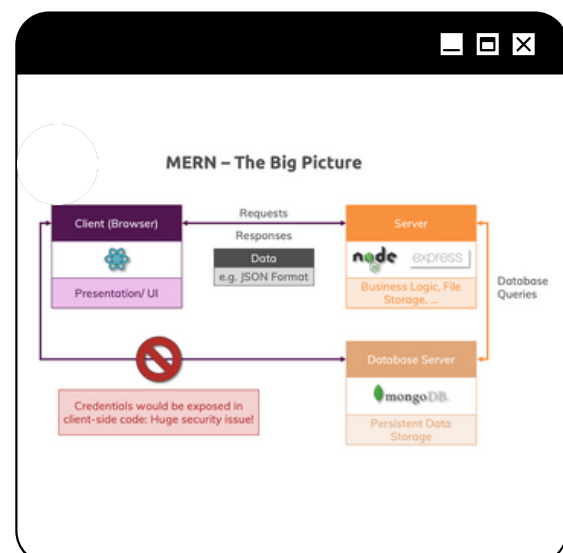 MERN – The Big Picture
Client (Browser)
Presentation/ UI
Requests
Responses
Data
e.g. JSON Format
Server
node
express
Business Logic, File
Storage, ...
Database
Queries
Database Server
mongoDB
Persistent Data
Storage
Credentials would be exposed in
client-side code: Huge security issue!